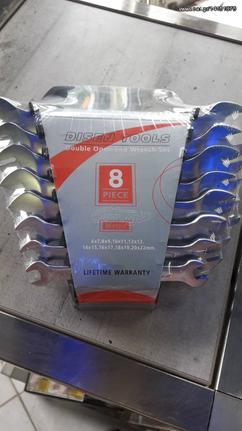 DISEN TOOLS
Double Open End Wrench Set
8
PIECE
6x7,8x9,10x11,12x13,
14x15,16x17,18x19,20x22mm
LIFETIME WARRANTY